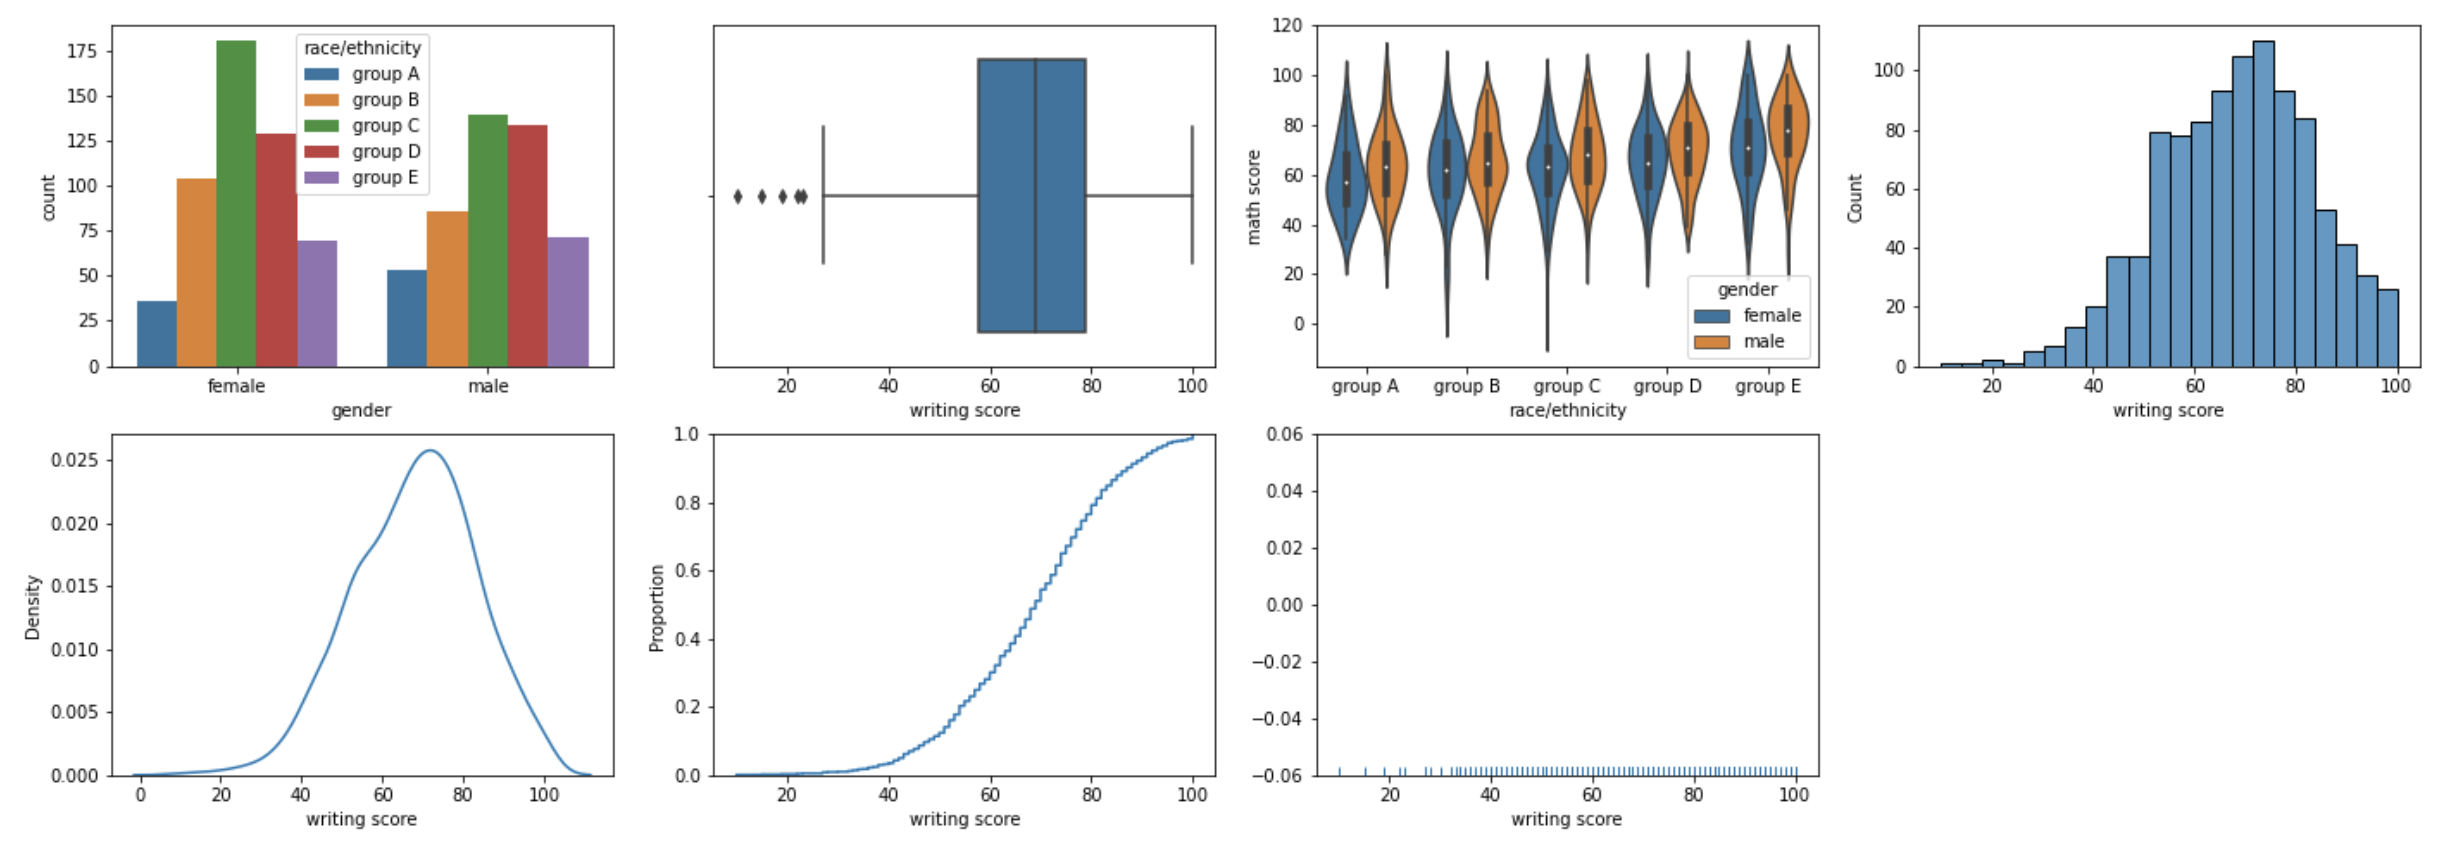 175
150
125
100
75
50
25
0
count
race/ethnicity
group A
group B
group C
group D
group E
female
male
gender
20
40
60
80
100
writing score
120
100
80
60
40
20
0
math score
gender
female
male
group A
group B
group C
group D
group E
race/ethnicity
100
80
60
40
20
0
Count
20
40
60
80
100
writing score
0.025
0.020
0.015
0.010
0.005
0.000
Density
0
20
40
60
80
100
writing score
1.0
0.8
0.6
0.4
0.2
0.0
Proportion
20
40
60
80
100
writing score
0.06
0.04
0.02
0.00
−0.02
−0.04
−0.06
20
40
60
80
100
writing score